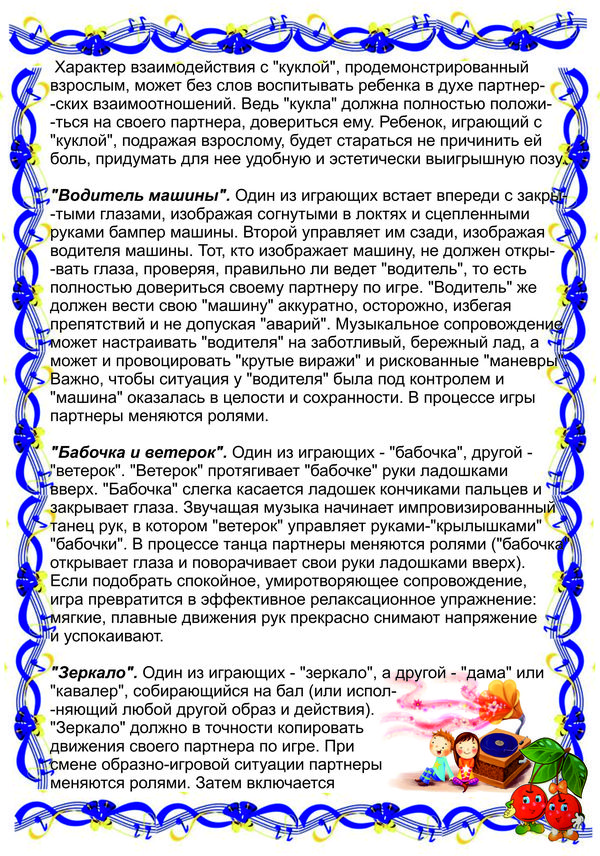 Характер взаимодействия с "куклой", продемонстрированный
взрослым, может без слов воспитывать ребенка в духе партнер-
-ских взаимоотношений. Ведь "кукла" должна полностью положи-
-ться на своего партнера, довериться ему. Ребенок, играющий с
"куклой", подражая взрослому, будет стараться не причинить ей
боль, придумать для нее удобную и эстетически выигрышную позу.
"Водитель машины". Один из играющих встает впереди с закры-
-тыми глазами, изображая согнутыми в локтях и сцепленными
руками бампер машины. Второй управляет им сзади, изображая
водителя машины. Тот, кто изображает машину, не должен откры-
-вать глаза, проверяя, правильно ли ведет "водитель", то есть
полностью довериться своему партнеру по игре. "Водитель" же
должен вести свою "машину" аккуратно, осторожно, избегая
препятствий и не допуская "аварий". Музыкальное сопровождение
может настраивать "водителя" на заботливый, бережный лад, а
может и провоцировать "крутые виражи" и рискованные "маневры
Важно, чтобы ситуация у "водителя" была под контролем и
"машина" оказалась в целости и сохранности. В процессе игры
партнеры меняются ролями.
"Бабочка и ветерок". Один из играющих - "бабочка", другой -
"ветерок". "Ветерок" протягивает "бабочке" руки ладошками
вверх. "Бабочка" слегка касается ладошек кончиками пальцев и
закрывает глаза. Звучащая музыка начинает импровизированный
танец рук, в котором "ветерок" управляет руками-"крылышками"
"бабочки". В процессе танца партнеры меняются ролями ("бабочка
открывает глаза и поворачивает свои руки ладошками вверх).
Если подобрать спокойное, умиротворяющее сопровождение,
игра превратится в эффективное релаксационное упражнение:
мягкие, плавные движения рук прекрасно снимают напряжение
и успокаивают.
"Зеркало". Один из играющих - "зеркало", а другой - "дама" или
"кавалер", собирающийся на бал (или испол-
-няющий любой другой образ и действия).
"Зеркало" должно в точности копировать
движения своего партнера по игре. При
смене образно-игровой ситуации партнеры
меняются ролями. Затем включается